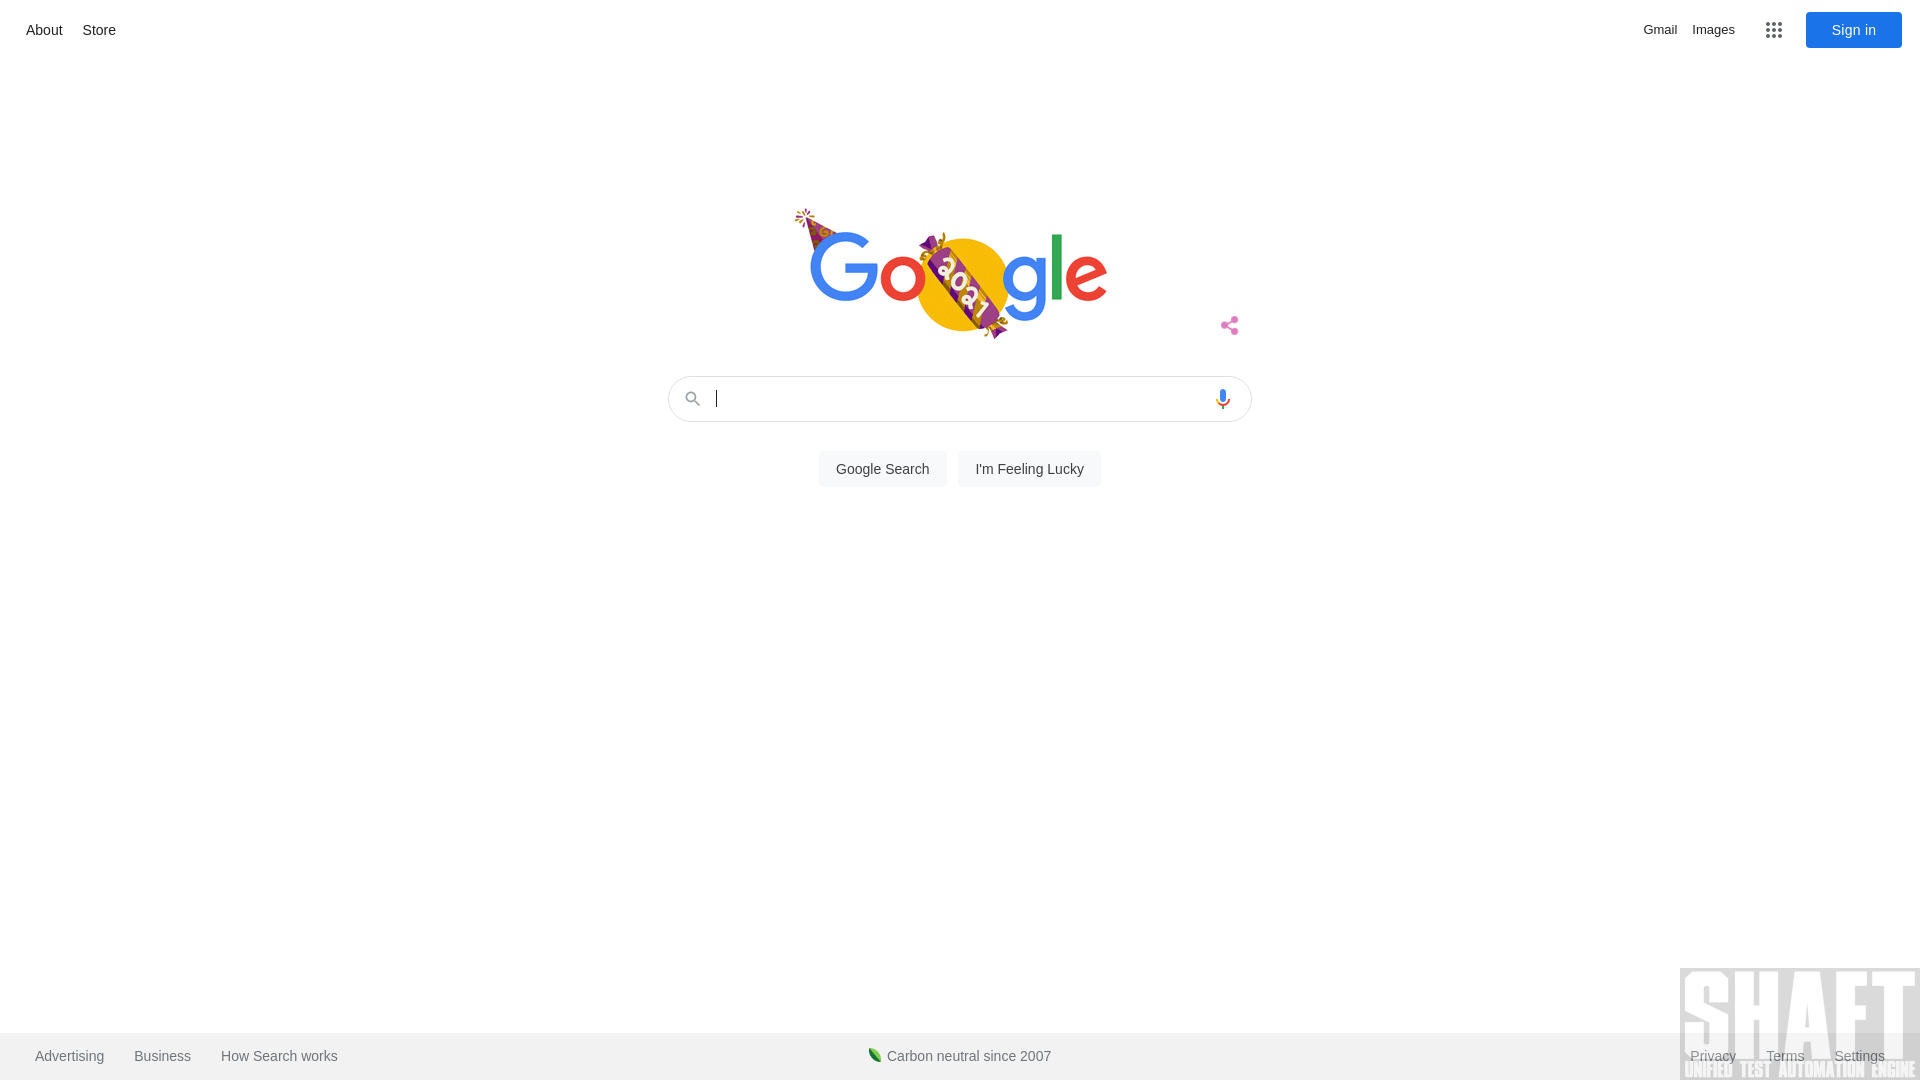 About Store
Gmail Images Sign in
Google
2021
Google Search I'm Feeling Lucky
Advertising Business How Search works
Carbon neutral since 2007
Privacy Terms Settings
SHAFT
UNIFIED TEST AUTOMATION ENGINE